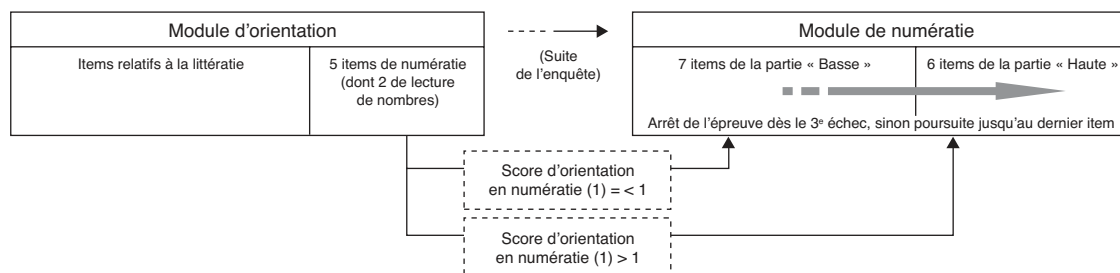 Module d'orientation
Items relatifs à la littératie
5 items de numératie
(dont 2 de lecture
de nombres)
(Suite
de l'enquête)
Module de numératie
7 items de la partie « Basse »
6 items de la partie « Haute »
Arrêt de l'épreuve dès le 3e échec, sinon poursuite jusqu'au dernier item
Score d'orientation
en numératie (1) = < 1
Score d'orientation
en numératie (1) > 1